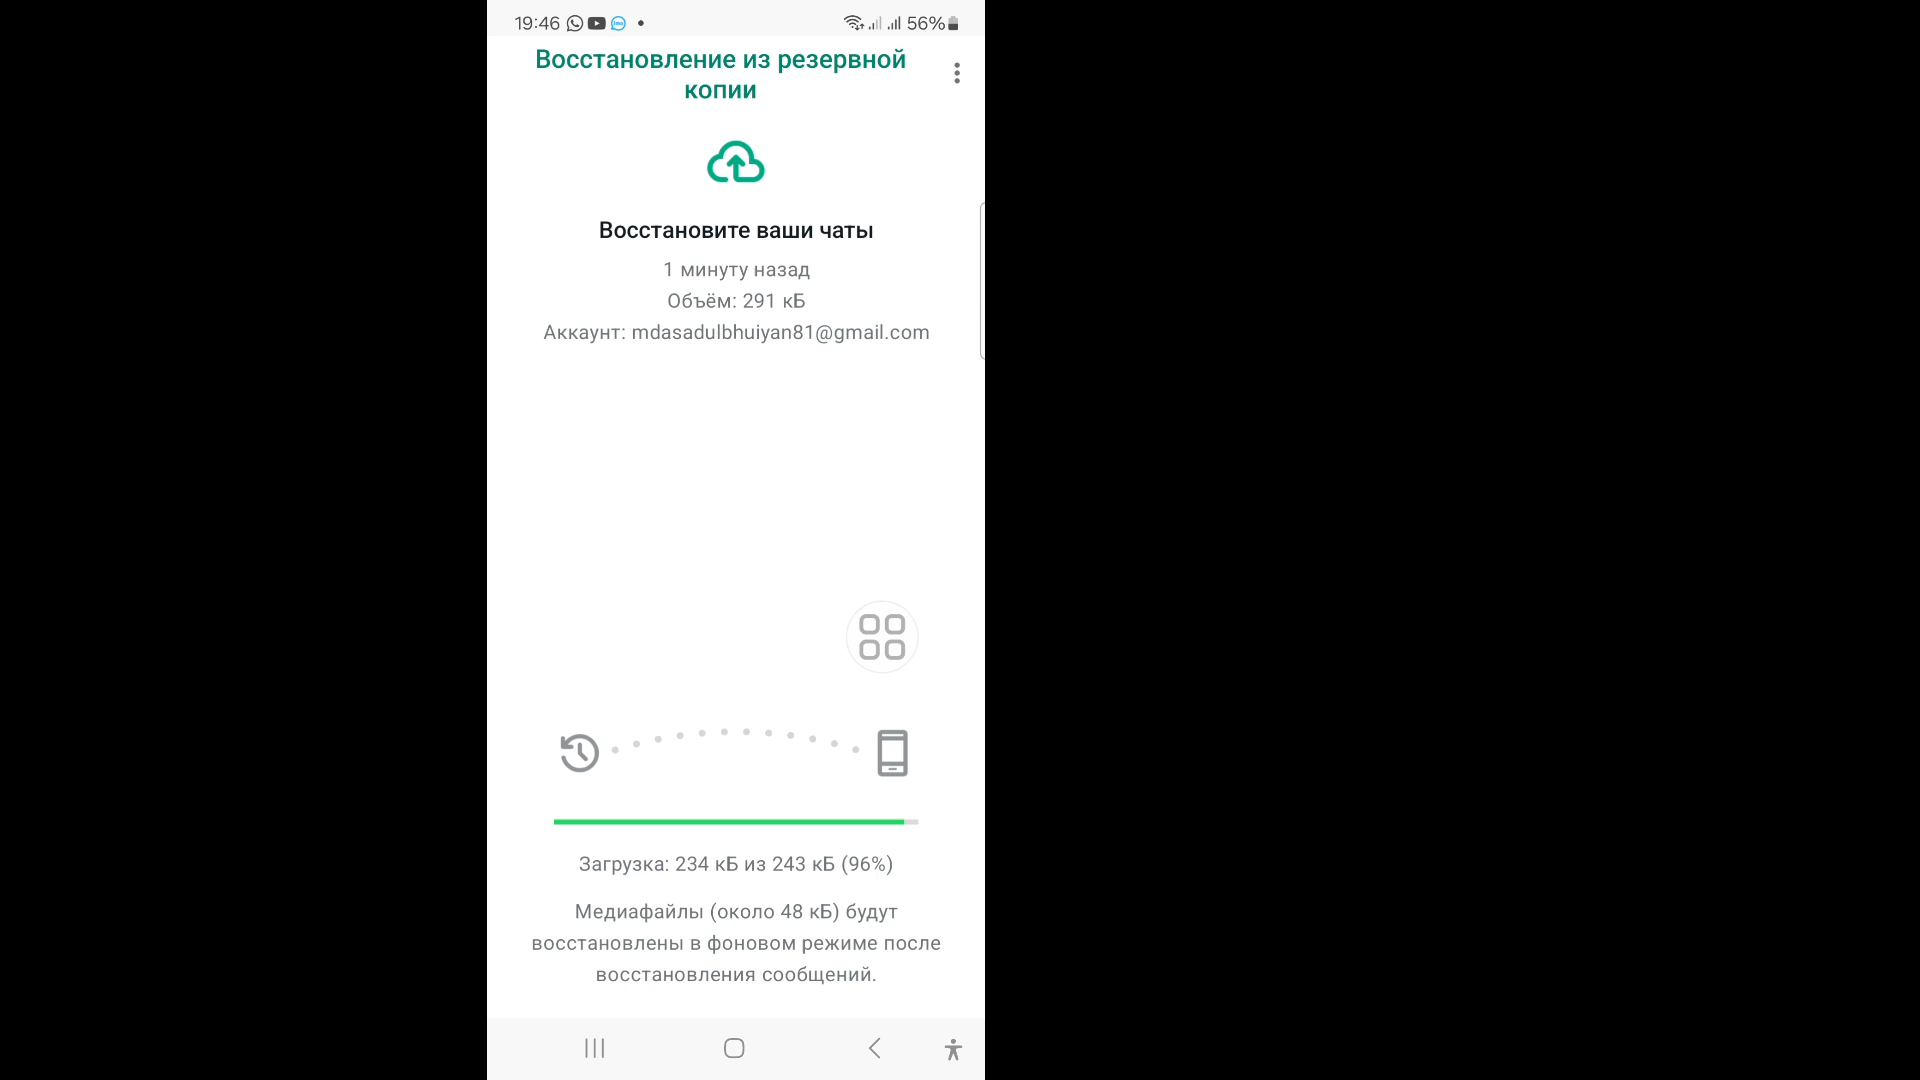 19:46
56%
Восстановление из резервной
копии
Восстановите ваши чаты
1 минуту назад
Объём: 291 кБ
Аккаунт: mdasadulbhuiyan81@gmail.com
Загрузка: 234 кБ из 243 кБ (96%)
Медиафайлы (около 48 кБ) будут
восстановлены в фоновом режиме после
восстановления сообщений.